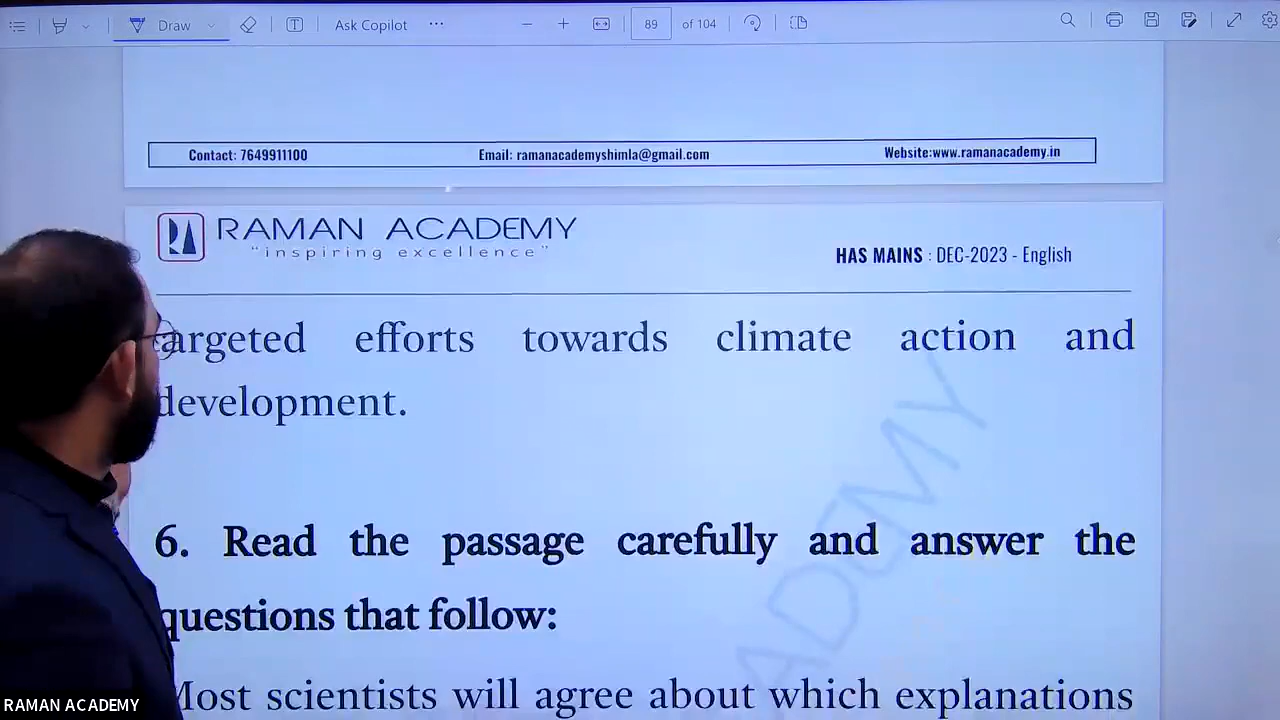 Draw
Ask Copilot
89 of 104
Contact: 7649911100 Email: ramanacademyshimla@gmail.com Website:www.ramanacademy.in
RAMAN ACADEMY
"inspiring excellence"
HAS MAINS : DEC-2023 - English
targeted efforts towards climate action and
development.
6. Read the passage carefully and answer the
questions that follow:
Most scientists will agree about which explanations
ADEMY
RAMAN ACADEMY